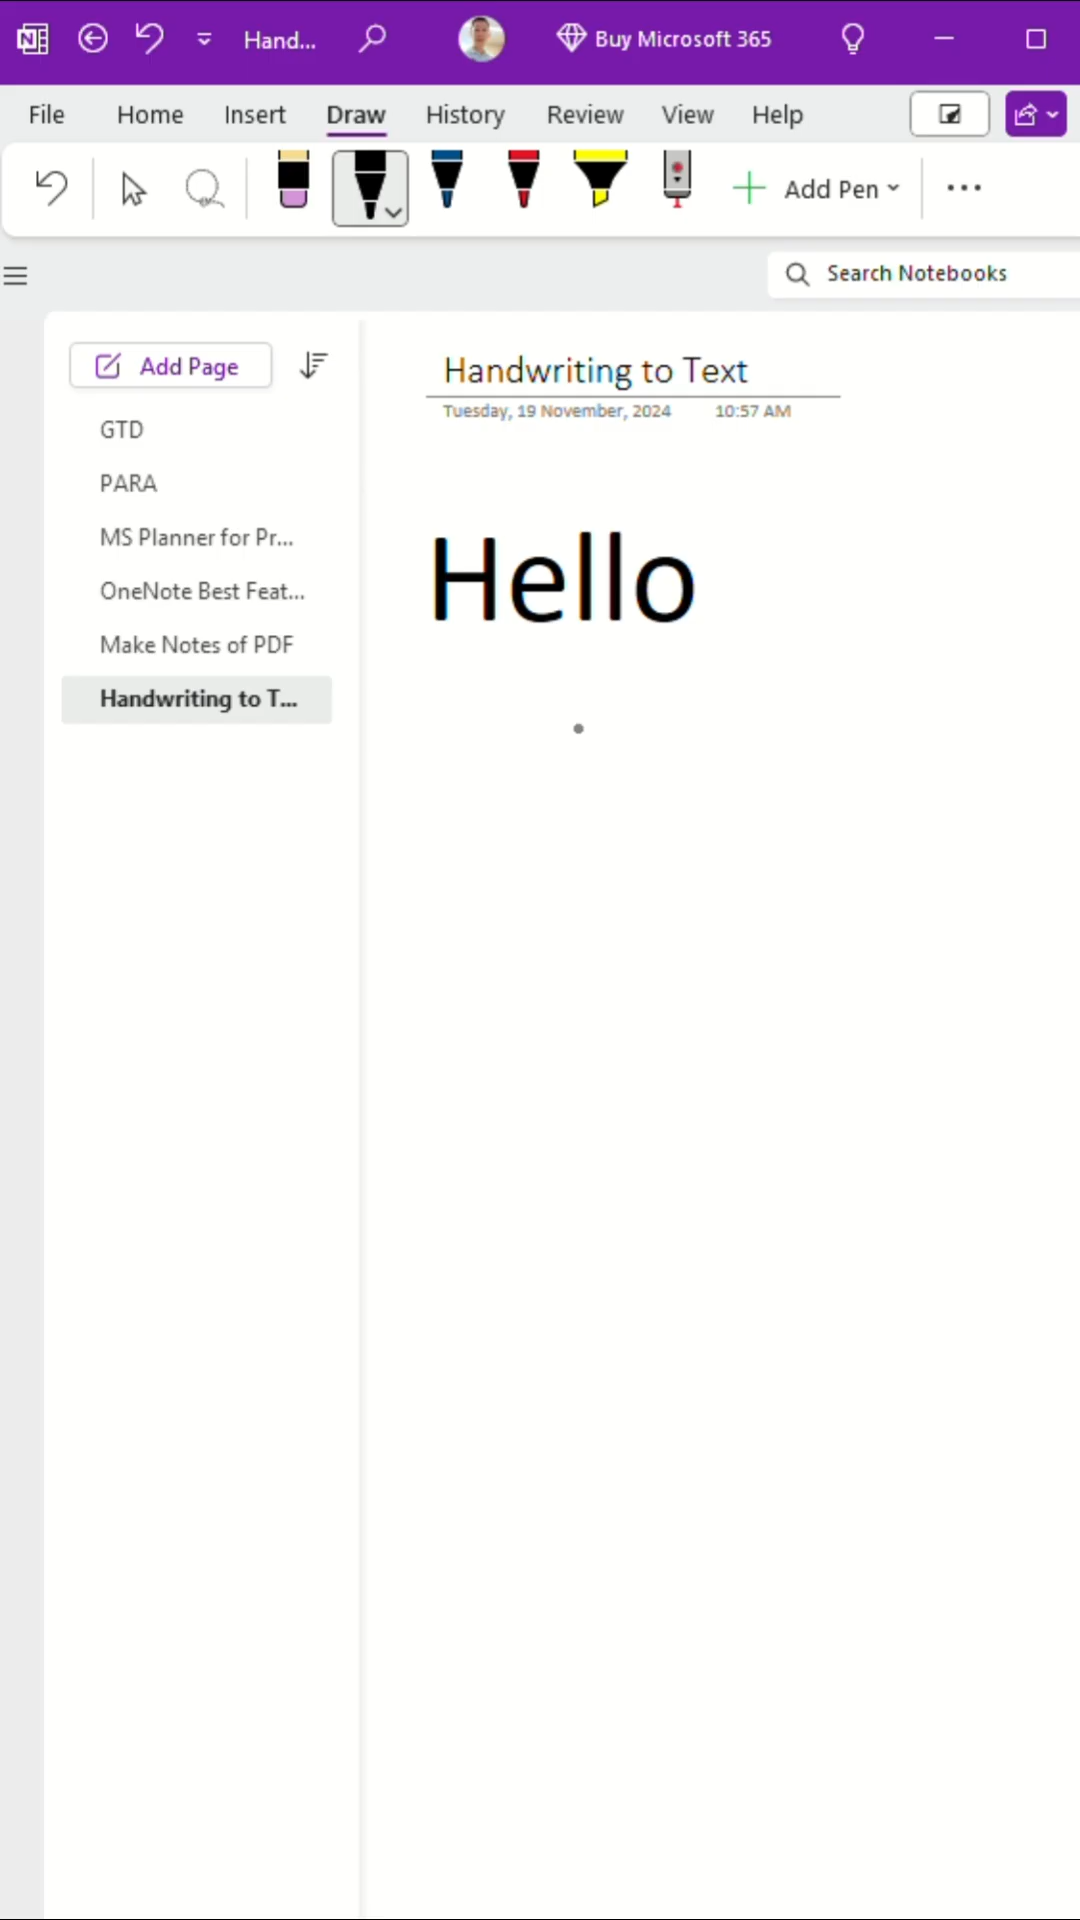 Hand... Buy Microsoft 365
File Home Insert Draw History Review View Help
Add Pen
Search Notebooks
Add Page
GTD
PARA
MS Planner for Pr...
OneNote Best Feat...
Make Notes of PDF
Handwriting to T...
Handwriting to Text
Tuesday, 19 November, 2024 10:57 AM
Hello